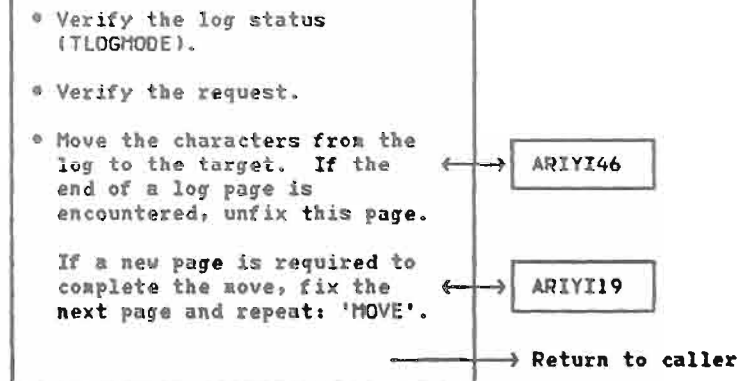 • Verify the log status
(TLOGMODE).
• Verify the request.
• Move the characters from the
log to the target. If the
end of a log page is
encountered, unfix this page.
ARIYI46
If a new page is required to
complete the move, fix the
next page and repeat: 'MOVE'.
ARIYI19
Return to caller